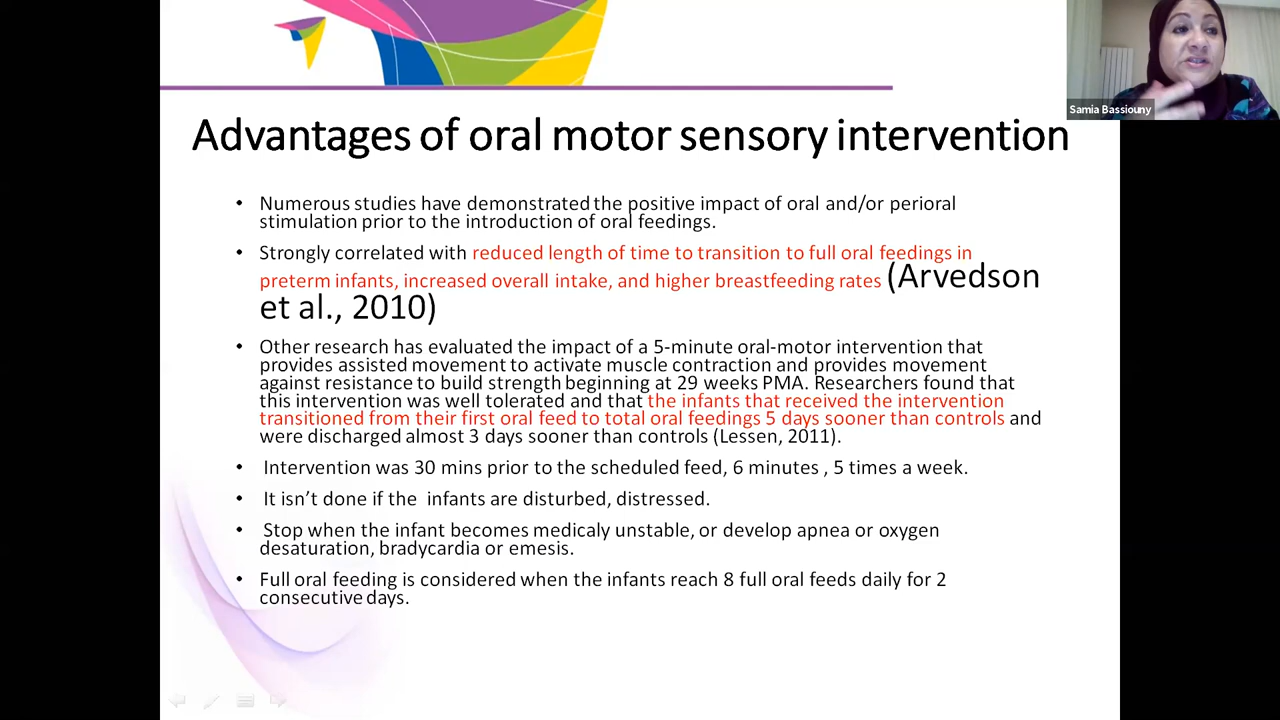 Samia Bassiouny
Advantages of oral motor sensory intervention
• Numerous studies have demonstrated the positive impact of oral and/or perioral
stimulation prior to the introduction of oral feedings.
• Strongly correlated with reduced length of time to transition to full oral feedings in
preterm infants, increased overall intake, and higher breastfeeding rates (Arvedson
et al., 2010)
• Other research has evaluated the impact of a 5-minute oral-motor intervention that
provides assisted movement to activate muscle contraction and provides movement
against resistance to build strength beginning at 29 weeks PMA. Researchers found that
this intervention was well tolerated and that the infants that received the intervention
transitioned from their first oral feed to total oral feedings 5 days sooner than controls and
were discharged almost 3 days sooner than controls (Lessen, 2011).
• Intervention was 30 mins prior to the scheduled feed, 6 minutes , 5 times a week.
• It isn't done if the infants are disturbed, distressed.
• Stop when the infant becomes medicaly unstable, or develop apnea or oxygen
desaturation, bradycardia or emesis.
• Full oral feeding is considered when the infants reach 8 full oral feeds daily for 2
consecutive days.